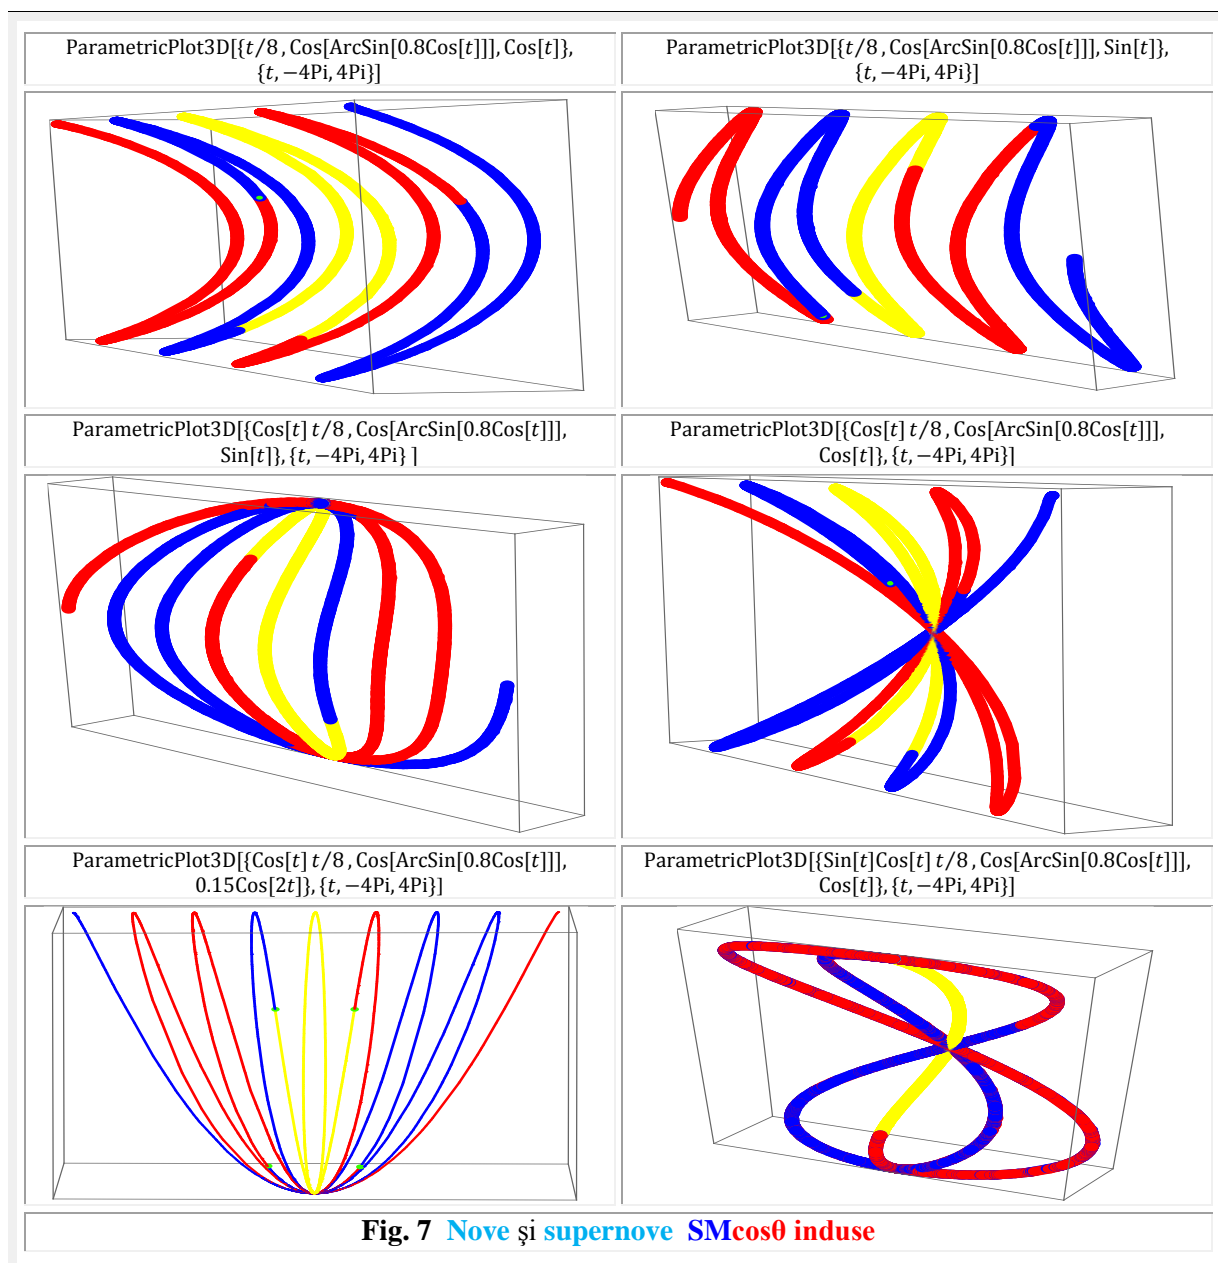 ParametricPlot3D[{t/8 , Cos[ArcSin[0.8Cos[t]]], Cos[t]},
{t, −4Pi, 4Pi}]
ParametricPlot3D[{t/8 , Cos[ArcSin[0.8Cos[t]]], Sin[t]},
{t, −4Pi, 4Pi}]
ParametricPlot3D[{Cos[t] t/8 , Cos[ArcSin[0.8Cos[t]]],
Sin[t]}, {t, −4Pi, 4Pi} ]
ParametricPlot3D[{Cos[t] t/8 , Cos[ArcSin[0.8Cos[t]]],
Cos[t]}, {t, −4Pi, 4Pi}]
ParametricPlot3D[{Cos[t] t/8 , Cos[ArcSin[0.8Cos[t]]],
0.15Cos[2t]}, {t, −4Pi, 4Pi}]
ParametricPlot3D[{Sin[t]Cos[t] t/8 , Cos[ArcSin[0.8Cos[t]]],
Cos[t]}, {t, −4Pi, 4Pi}]
Fig. 7 Nove şi supernove SMcosθ induse